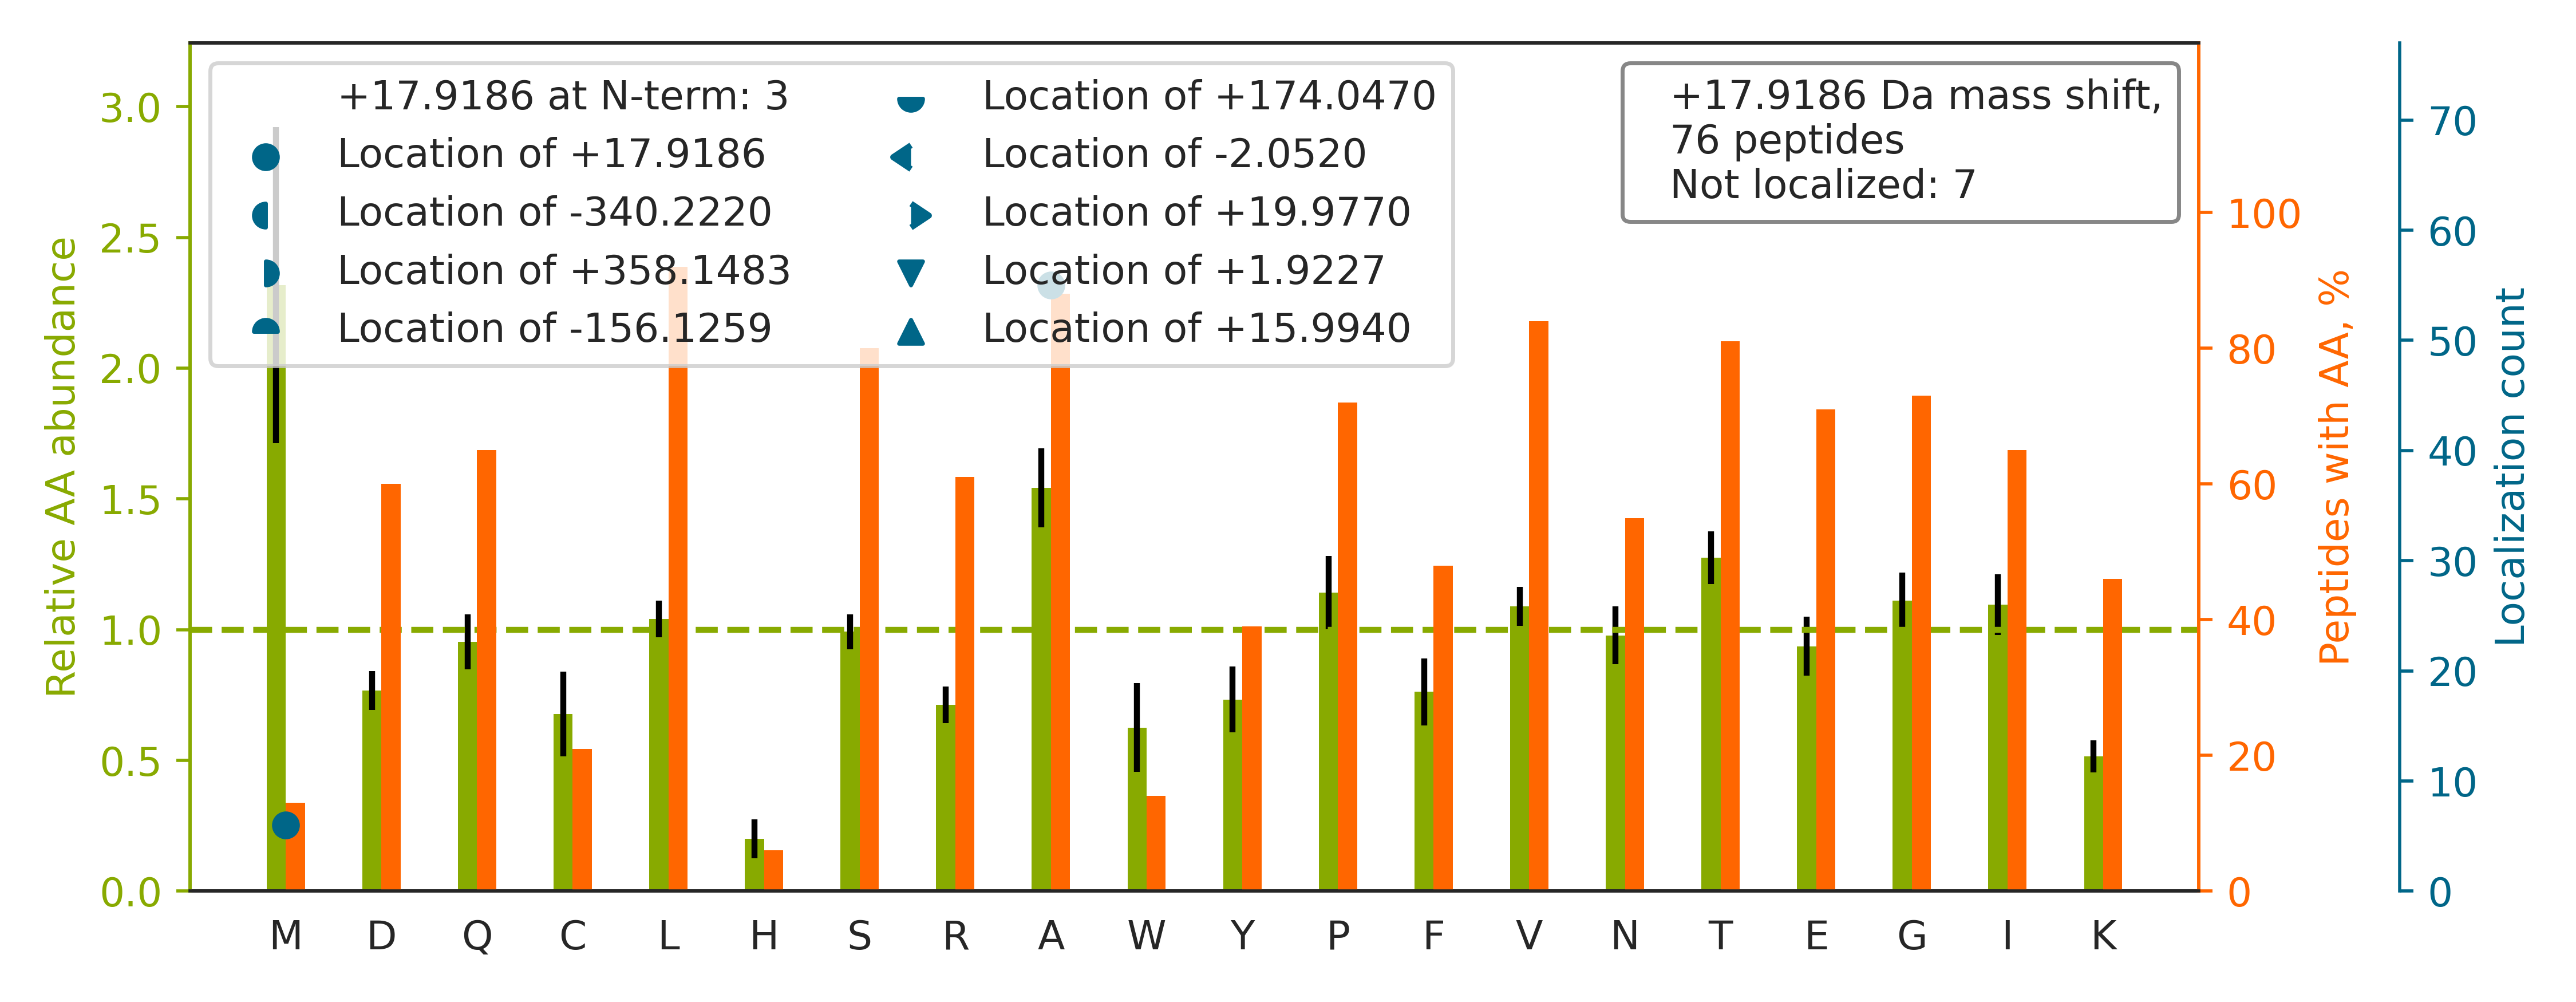 +17.9186 at N-term: 3
Location of +17.9186
Location of -340.2220
Location of +358.1483
Location of -156.1259
Location of +174.0470
Location of -2.0520
Location of +19.9770
Location of +1.9227
Location of +15.9940
+17.9186 Da mass shift,
76 peptides
Not localized: 7
Relative AA abundance
3.0
2.5
2.0
1.5
1.0
0.5
0.0
100
80
60
40
20
0
Peptides with AA, %
70
60
50
40
30
20
10
0
Localization count
M D Q C L H S R A W Y P F V N T E G I K